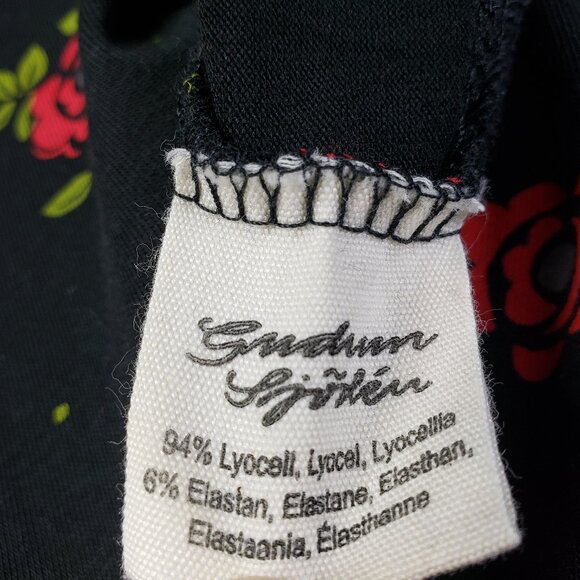 Gudrun
Sjödén
94% Lyocell, Lyocel, Lyocellia
6% Elastan, Elastane, Elasthan,
Elastaania, Élasthanne